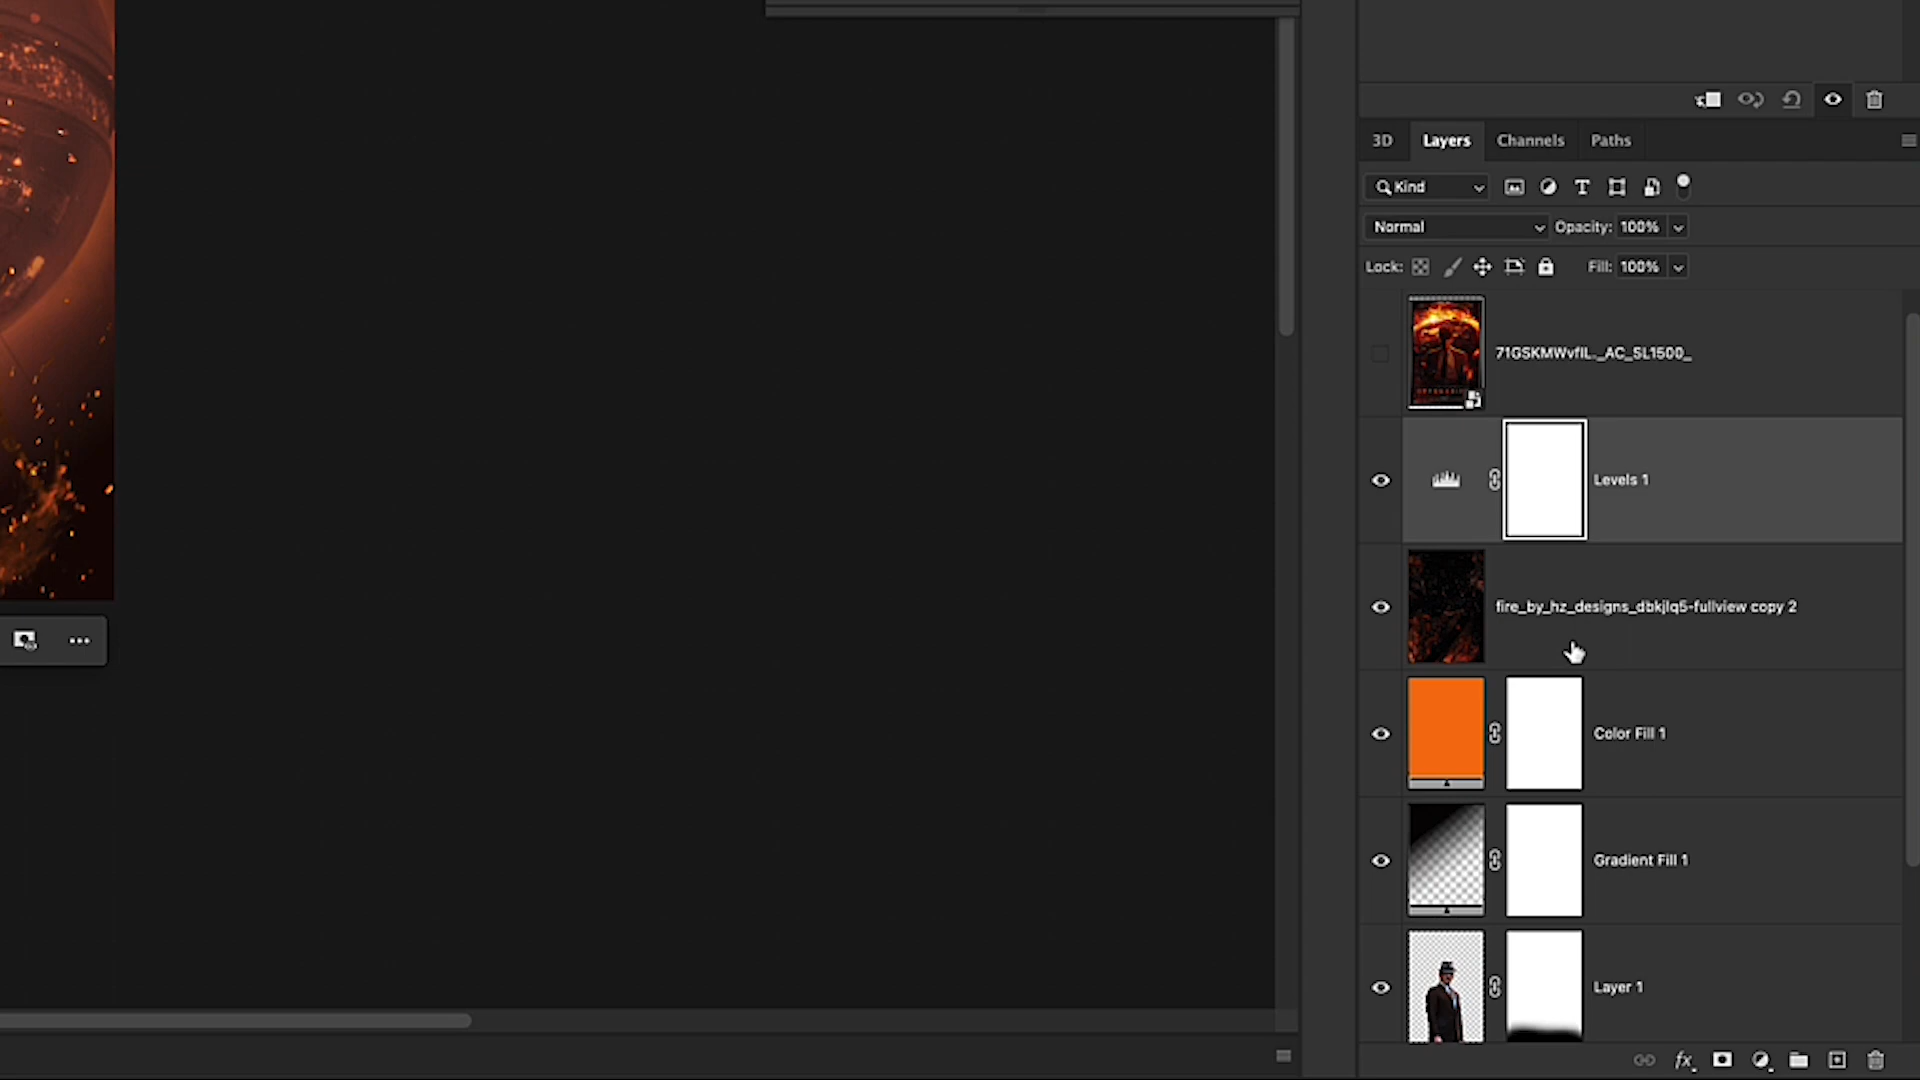 3D Layers Channels Paths
Kind
Normal Opacity: 100%
Lock: Fill: 100%
71GSKMWvfIL._AC_SL1500_
Levels 1
fire_by_hz_designs_dbkjlq5-fullview copy 2
Color Fill 1
Gradient Fill 1
Layer 1
fx